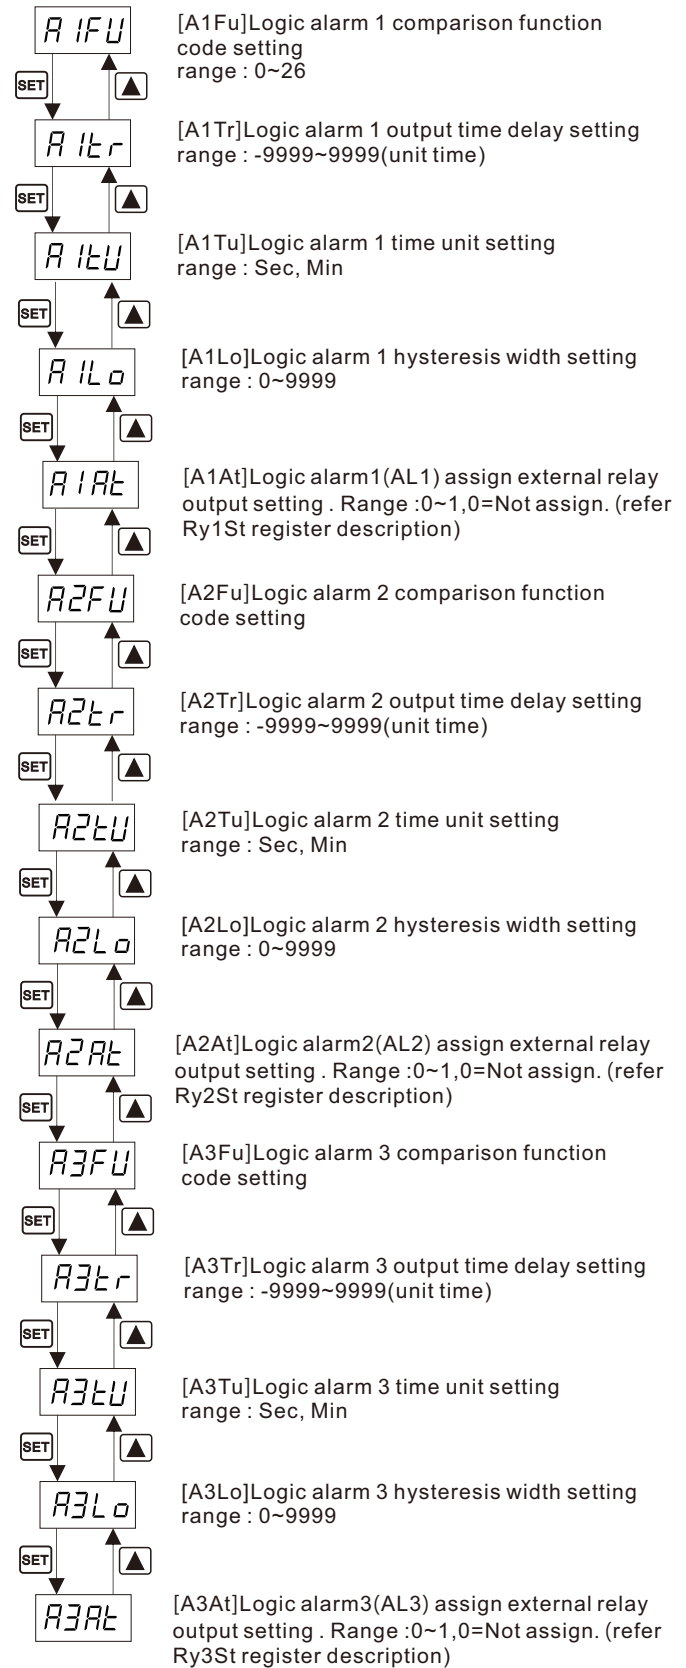 A1FU
[A1Fu]Logic alarm 1 comparison function
code setting
range : 0~26
SET
A1tr
[A1Tr]Logic alarm 1 output time delay setting
range : -9999~9999(unit time)
SET
A1tU
[A1Tu]Logic alarm 1 time unit setting
range : Sec, Min
SET
A1Lo
[A1Lo]Logic alarm 1 hysteresis width setting
range : 0~9999
SET
A1At
[A1At]Logic alarm1(AL1) assign external relay
output setting . Range :0~1,0=Not assign. (refer
Ry1St register description)
SET
A2FU
[A2Fu]Logic alarm 2 comparison function
code setting
SET
A2tr
[A2Tr]Logic alarm 2 output time delay setting
range : -9999~9999(unit time)
SET
A2tU
[A2Tu]Logic alarm 2 time unit setting
range : Sec, Min
SET
A2Lo
[A2Lo]Logic alarm 2 hysteresis width setting
range : 0~9999
SET
A2At
[A2At]Logic alarm2(AL2) assign external relay
output setting . Range :0~1,0=Not assign. (refer
Ry2St register description)
SET
A3FU
[A3Fu]Logic alarm 3 comparison function
code setting
SET
A3tr
[A3Tr]Logic alarm 3 output time delay setting
range : -9999~9999(unit time)
SET
A3tU
[A3Tu]Logic alarm 3 time unit setting
range : Sec, Min
SET
A3Lo
[A3Lo]Logic alarm 3 hysteresis width setting
range : 0~9999
SET
A3At
[A3At]Logic alarm3(AL3) assign external relay
output setting . Range :0~1,0=Not assign. (refer
Ry3St register description)